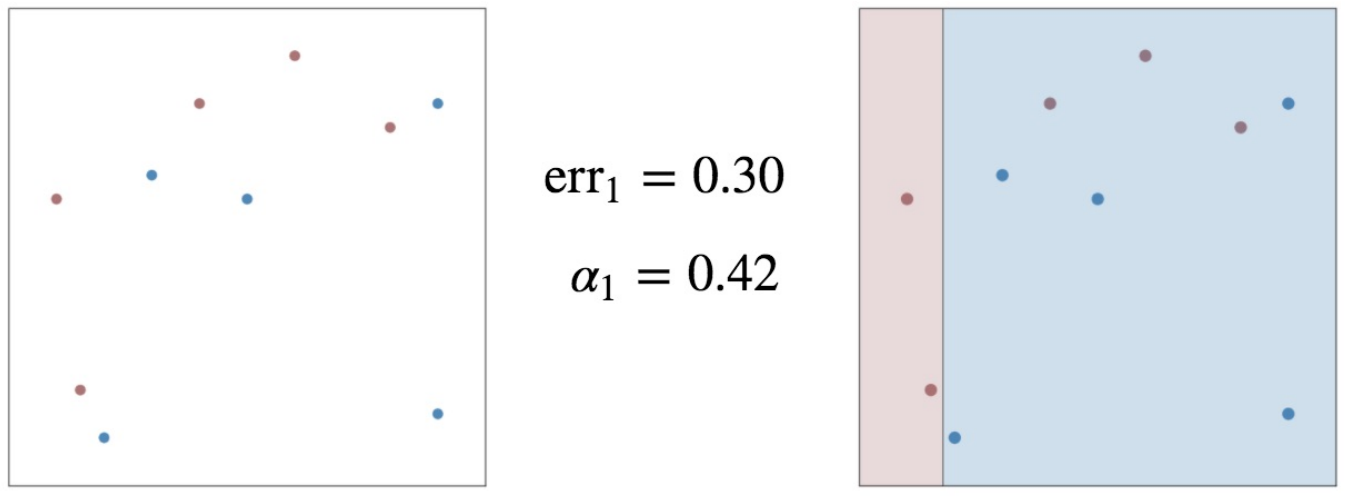 err₁ = 0.30
α₁ = 0.42